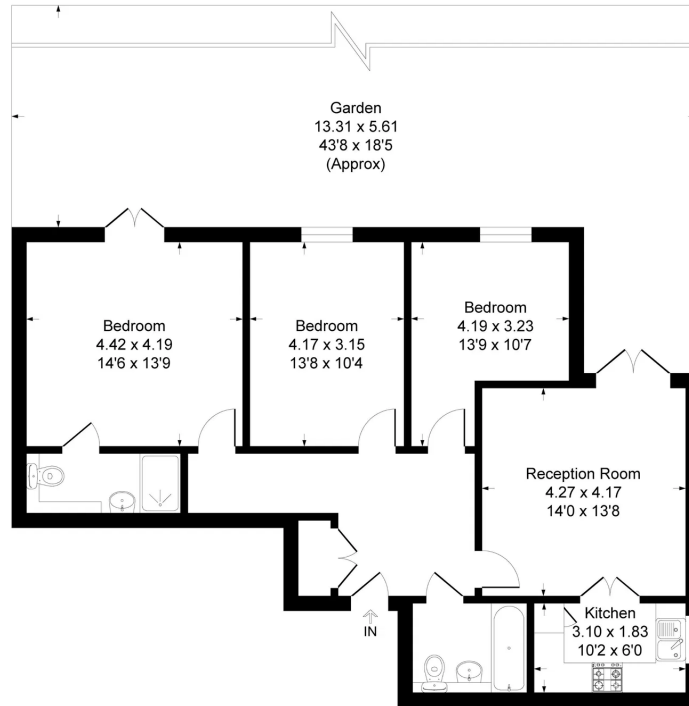 Garden
13.31 x 5.61
43'8 x 18'5
(Approx)
Bedroom
4.42 x 4.19
14'6 x 13'9
Bedroom
4.17 x 3.15
13'8 x 10'4
Bedroom
4.19 x 3.23
13'9 x 10'7
Reception Room
4.27 x 4.17
14'0 x 13'8
Kitchen
3.10 x 1.83
10'2 x 6'0
IN